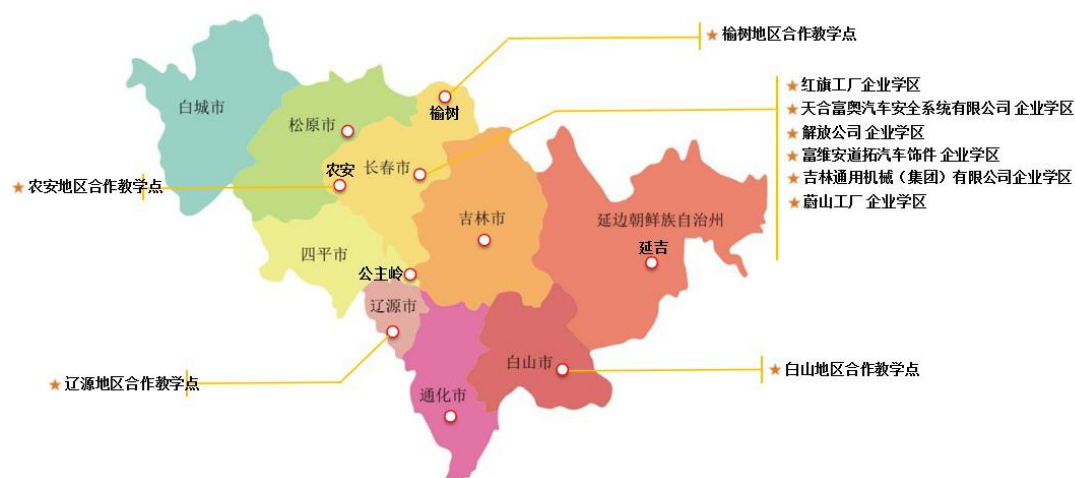 ★ 榆树地区合作教学点
★ 红旗工厂企业学区
★ 天合富奥汽车安全系统有限公司 企业学区
★ 解放公司 企业学区
★ 富维安道拓汽车饰件 企业学区
★ 吉林通用机械（集团）有限公司企业学区
★ 蔚山工厂 企业学区
白城市
松原市
榆树
农安
长春市
★ 农安地区合作教学点
吉林市
延边朝鲜族自治州
延吉
四平市
公主岭
辽源市
白山市
★ 白山地区合作教学点
★ 辽源地区合作教学点
通化市